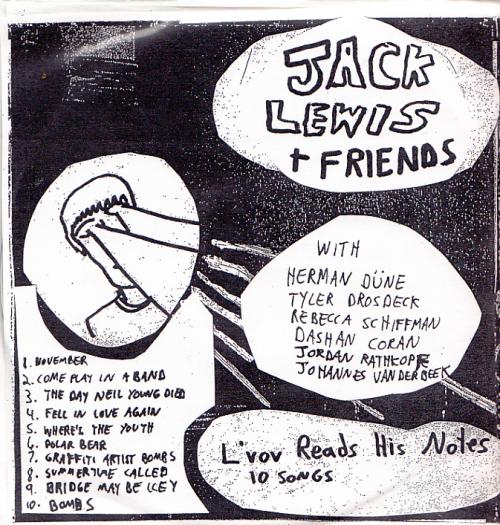 JACK
LEWIS
+ FRIENDS
WITH
HERMAN DÜNE
TYLER DROSDECK
REBECCA SCHIFFMAN
DASHAN CORAN
JORDAN RATHKOPF
JOHANNES VANDERBEEK
1. NOVEMBER
2. COME PLAY IN A BAND
3. THE DAY NEIL YOUNG DIED
4. FELL IN LOVE AGAIN
5. WHERE'S THE YOUTH
6. POLAR BEAR
7. GRAFFITI ARTIST BOMBS
8. SUMMERTIME CALLED
9. BRIDGE MAY BE ICEY
10. BOMBS
L'vov Reads His Notes
10 SONGS